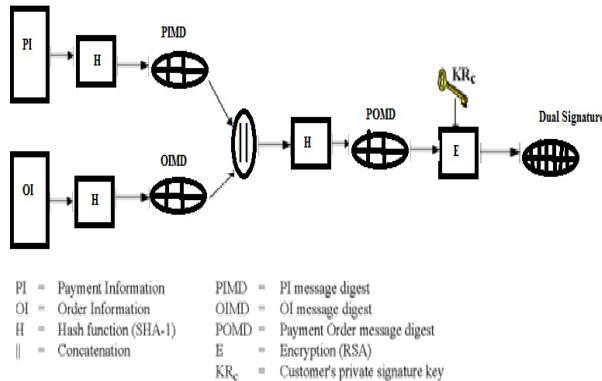 PIMD
PI
H
KRc
POMD
Dual Signature
||
H
E
OIMD
OI
H
PI = Payment Information
OI = Order Information
H = Hash function (SHA-1)
|| = Concatenation
PIMD = PI message digest
OIMD = OI message digest
POMD = Payment Order message digest
E = Encryption (RSA)
KRc = Customer's private signature key